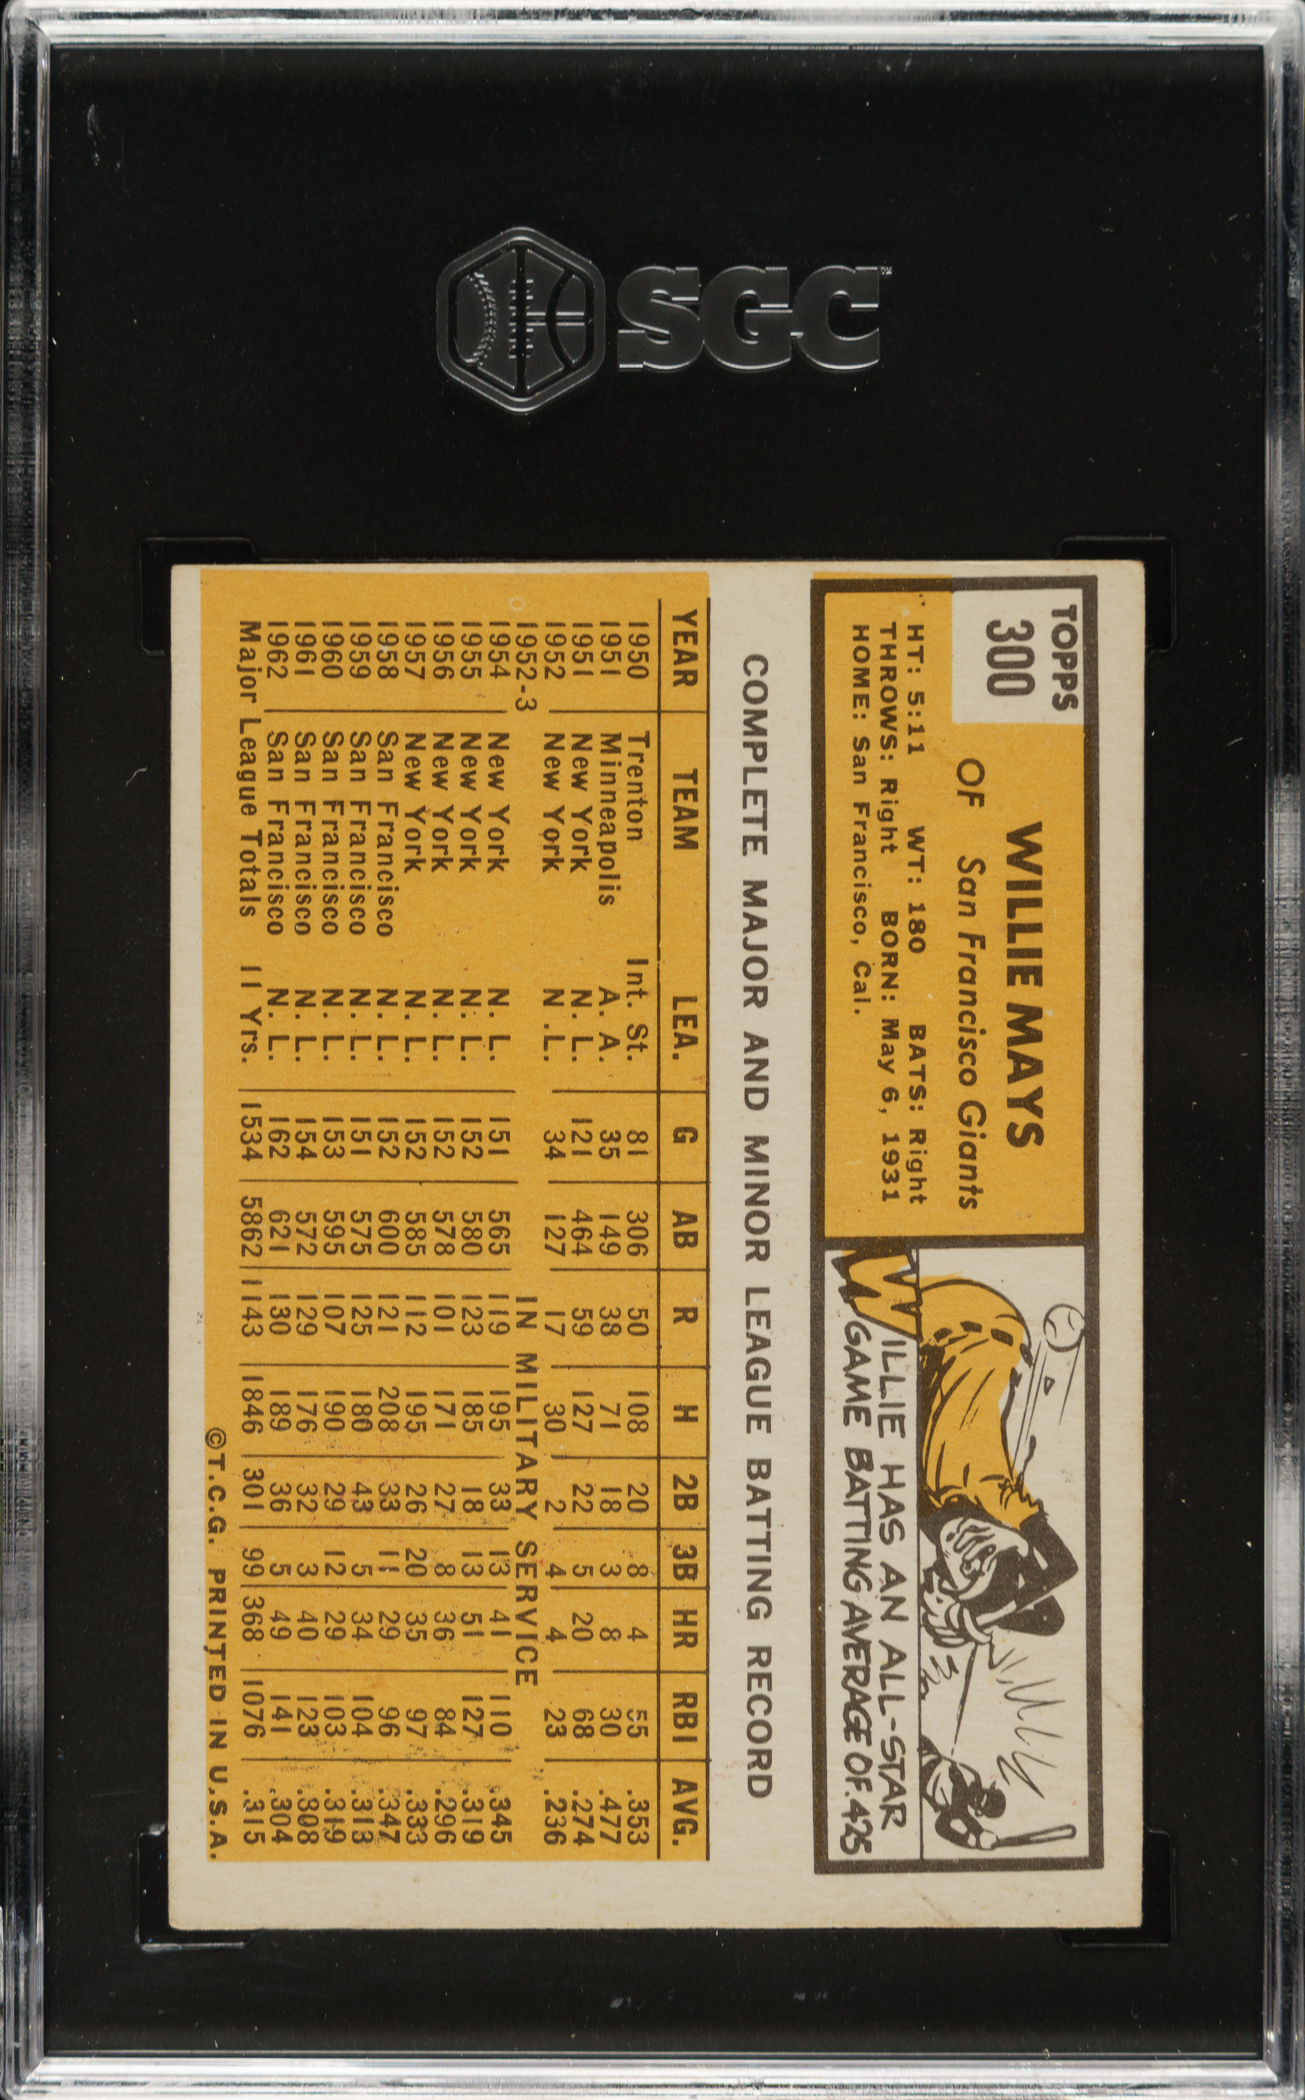 SGC
TOPPS
300
WILLIE MAYS
OF San Francisco Giants
HT: 5:11 WT: 180 BATS: Right
THROWS: Right BORN: May 6, 1931
HOME: San Francisco, Cal.
WILLIE HAS AN ALL-STAR
GAME BATTING AVERAGE OF .425
COMPLETE MAJOR AND MINOR LEAGUE BATTING RECORD
YEAR TEAM LEA. G AB R H 2B 3B HR RBI AVG.
1950 Trenton Int. St. 81 306 50 108 20 8 4 55 .353
1951 Minneapolis A. A. 35 149 38 71 18 3 8 30 .477
1951 New York N. L. 121 464 59 127 22 5 20 68 .274
1952 New York N .L. 34 127 17 30 2 4 4 23 .236
1952-3 IN MILITARY SERVICE
1954 New York N. L. 151 565 119 195 33 13 41 110 .345
1955 New York N. L. 152 580 123 185 18 13 51 127 .319
1956 New York N. L. 152 578 101 171 27 8 36 84 .296
1957 New York N. L. 152 585 112 195 26 20 35 97 .333
1958 San Francisco N. L. 152 600 121 208 33 11 29 96 .347
1959 San Francisco N. L. 151 575 125 180 43 5 34 104 .313
1960 San Francisco N. L. 153 595 107 190 29 12 29 103 .319
1961 San Francisco N. L. 154 572 129 176 32 3 40 123 .308
1962 San Francisco N. L. 162 621 130 189 36 5 49 141 .304
Major League Totals 11 Yrs. 1534 5862 1143 1846 301 99 368 1076 .315
©T.C.G. PRINTED IN U.S.A.